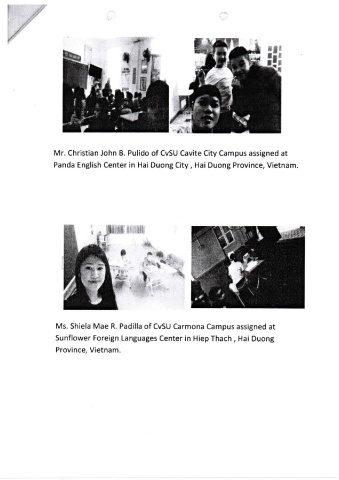 Mr. Christian John B. Pulido of CvSU Cavite City Campus assigned at
Panda English Center in Hai Duong City , Hai Duong Province, Vietnam.
Ms. Shiela Mae R. Padilla of CvSU Carmona Campus assigned at
Sunflower Foreign Languages Center in Hiep Thach , Hai Duong
Province, Vietnam.